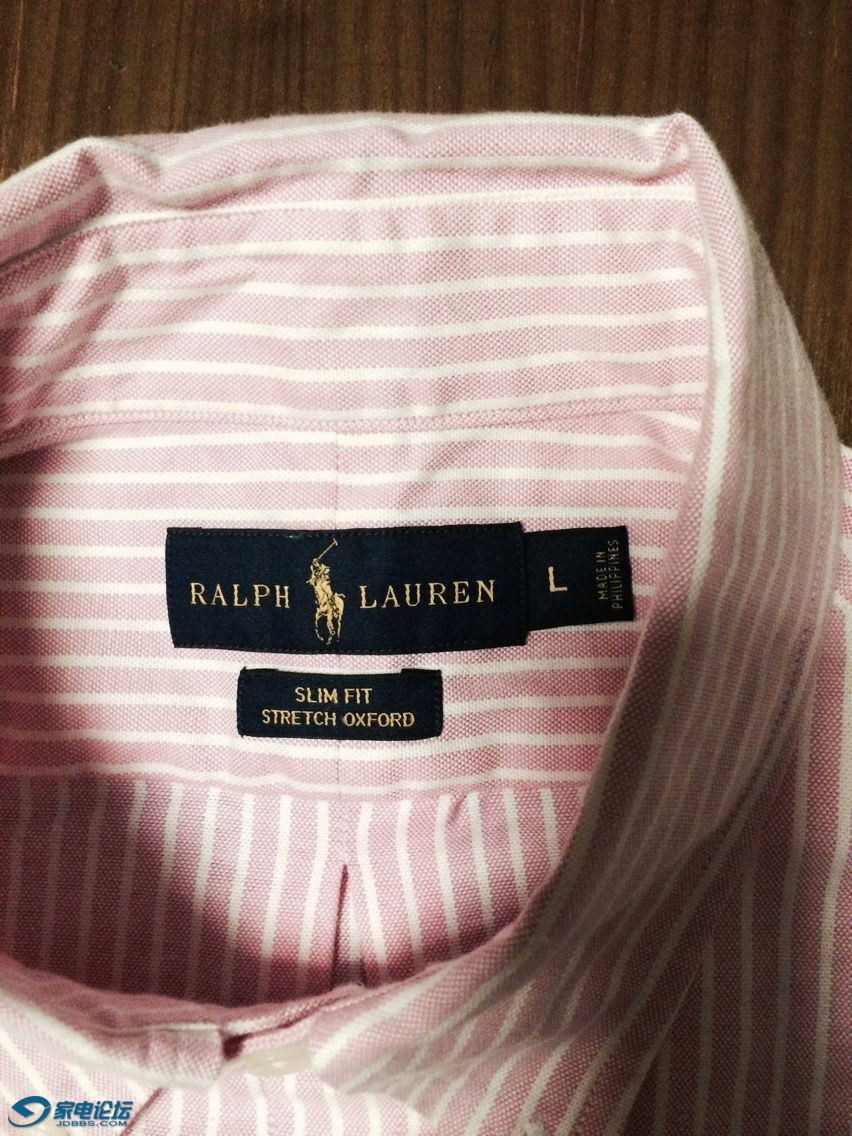 RALPH LAUREN
L
MADE IN
PHILIPPINES
SLIM FIT
STRETCH OXFORD
家电论坛
JDBBS.COM